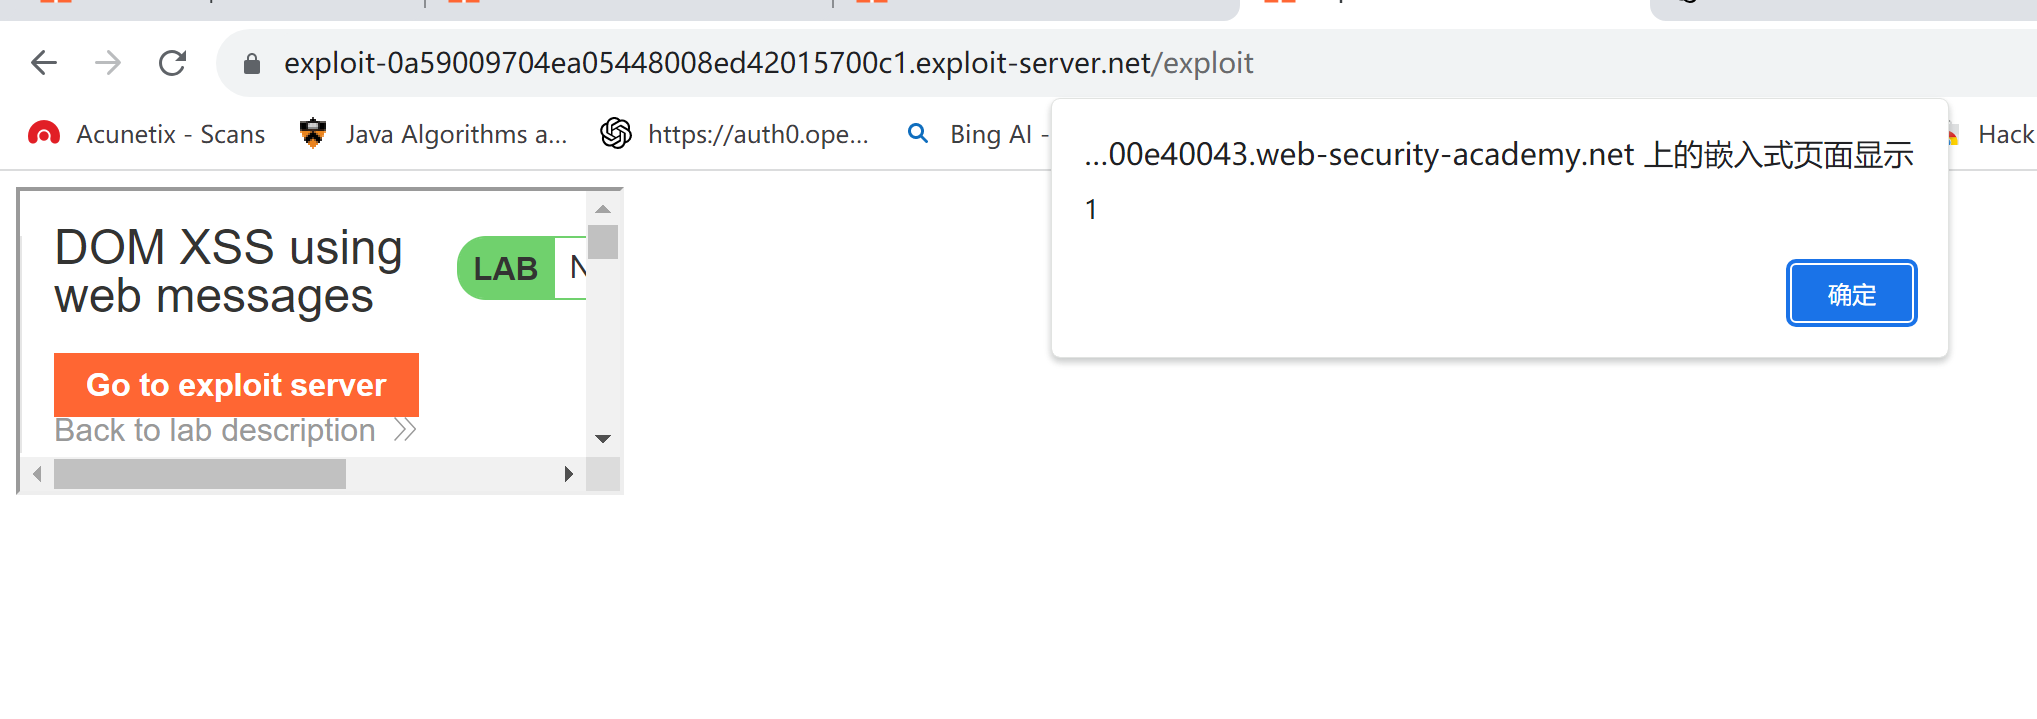 exploit-0a59009704ea05448008ed42015700c1.exploit-server.net/exploit
Acunetix - Scans
Java Algorithms a...
https://auth0.ope...
Bing AI -
Hack
...00e40043.web-security-academy.net 上的嵌入式页面显示
1
确定
DOM XSS using
web messages
LAB
Go to exploit server
Back to lab description